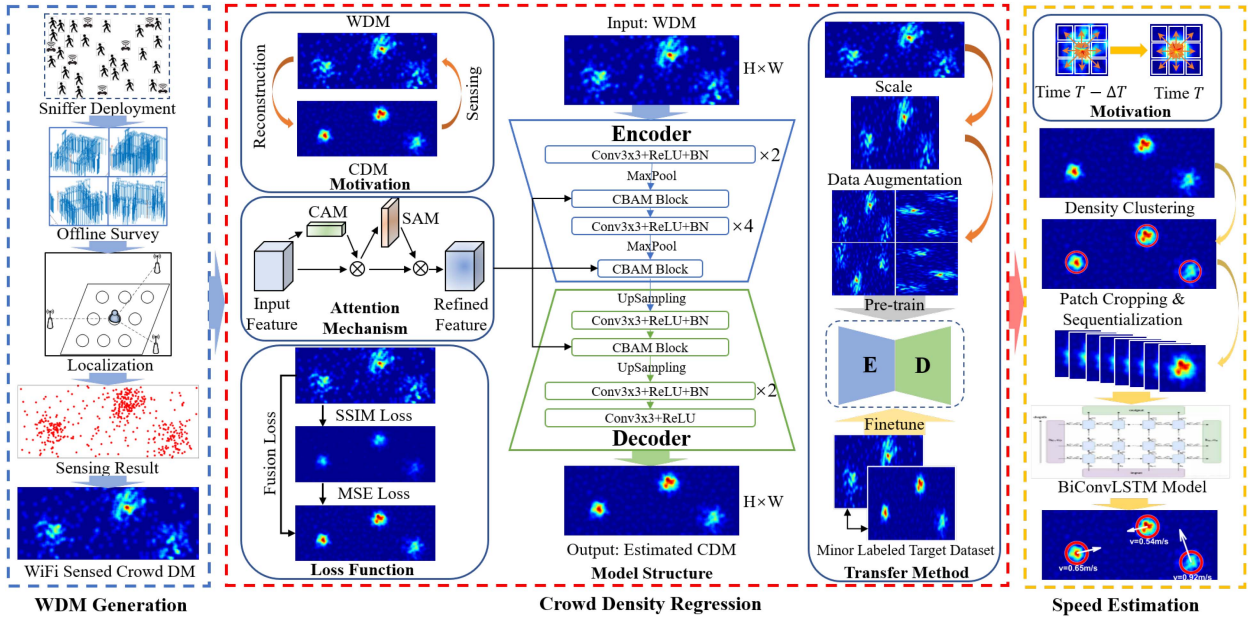 Sniffer Deployment
Offline Survey
Localization
Sensing Result
WiFi Sensed Crowd DM
WDM Generation
WDM
Reconstruction
Sensing
CDM
Motivation
CAM
SAM
Input
Feature
Attention
Mechanism
Refined
Feature
Fusion Loss
SSIM Loss
MSE Loss
Loss Function
Input: WDM
H×W
Encoder
Conv3x3+ReLU+BN
×2
MaxPool
CBAM Block
Conv3x3+ReLU+BN
×4
MaxPool
CBAM Block
UpSampling
Conv3x3+ReLU+BN
CBAM Block
UpSampling
Conv3x3+ReLU+BN
×2
Conv3x3+ReLU
Decoder
H×W
Output: Estimated CDM
Model Structure
Scale
Data Augmentation
Pre-train
E
D
Finetune
Minor Labeled Target Dataset
Transfer Method
Crowd Density Regression
Time T − ΔT
Time T
Motivation
Density Clustering
Patch Cropping &
Sequentialization
BiConvLSTM Model
v=0.54m/s
v=0.65m/s
v=0.92m/s
Speed Estimation